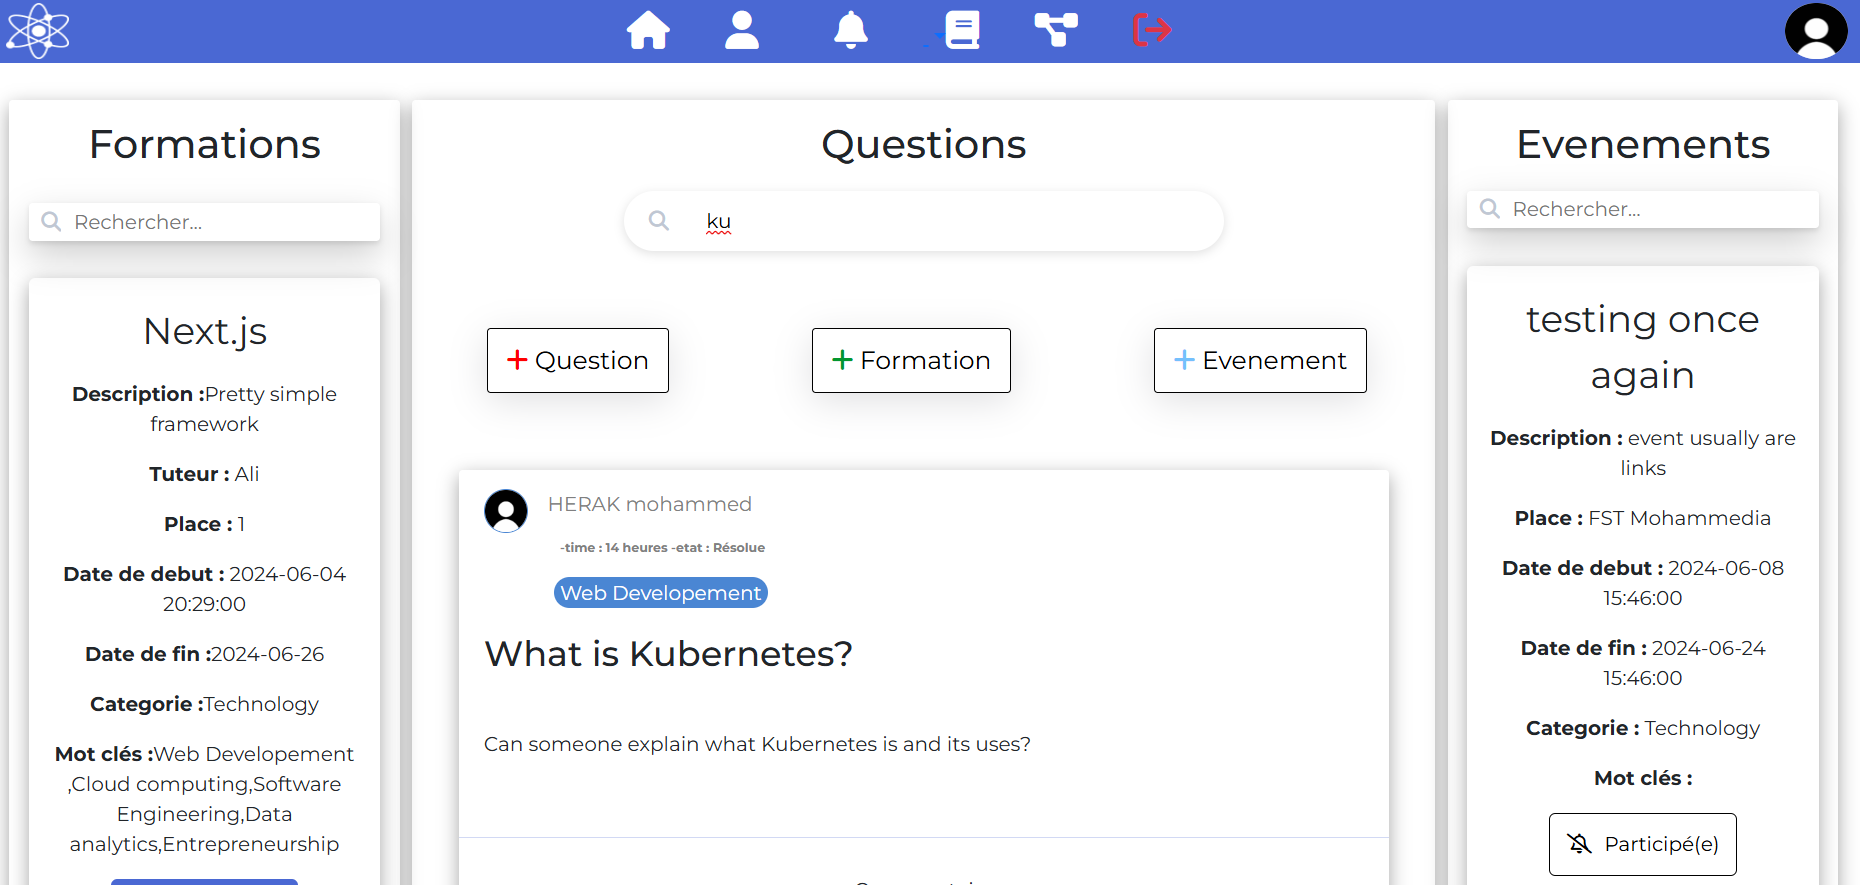 Formations
Rechercher...
Next.js
Description :Pretty simple
framework
Tuteur : Ali
Place : 1
Date de debut : 2024-06-04
20:29:00
Date de fin :2024-06-26
Categorie :Technology
Mot clés :Web Developement
,Cloud computing,Software
Engineering,Data
analytics,Entrepreneurship
Questions
ku
+ Question
+ Formation
+ Evenement
HERAK mohammed
-time : 14 heures -etat : Résolue
Web Developement
What is Kubernetes?
Can someone explain what Kubernetes is and its uses?
Evenements
Rechercher...
testing once
again
Description : event usually are
links
Place : FST Mohammedia
Date de debut : 2024-06-08
15:46:00
Date de fin : 2024-06-24
15:46:00
Categorie : Technology
Mot clés :
Participé(e)